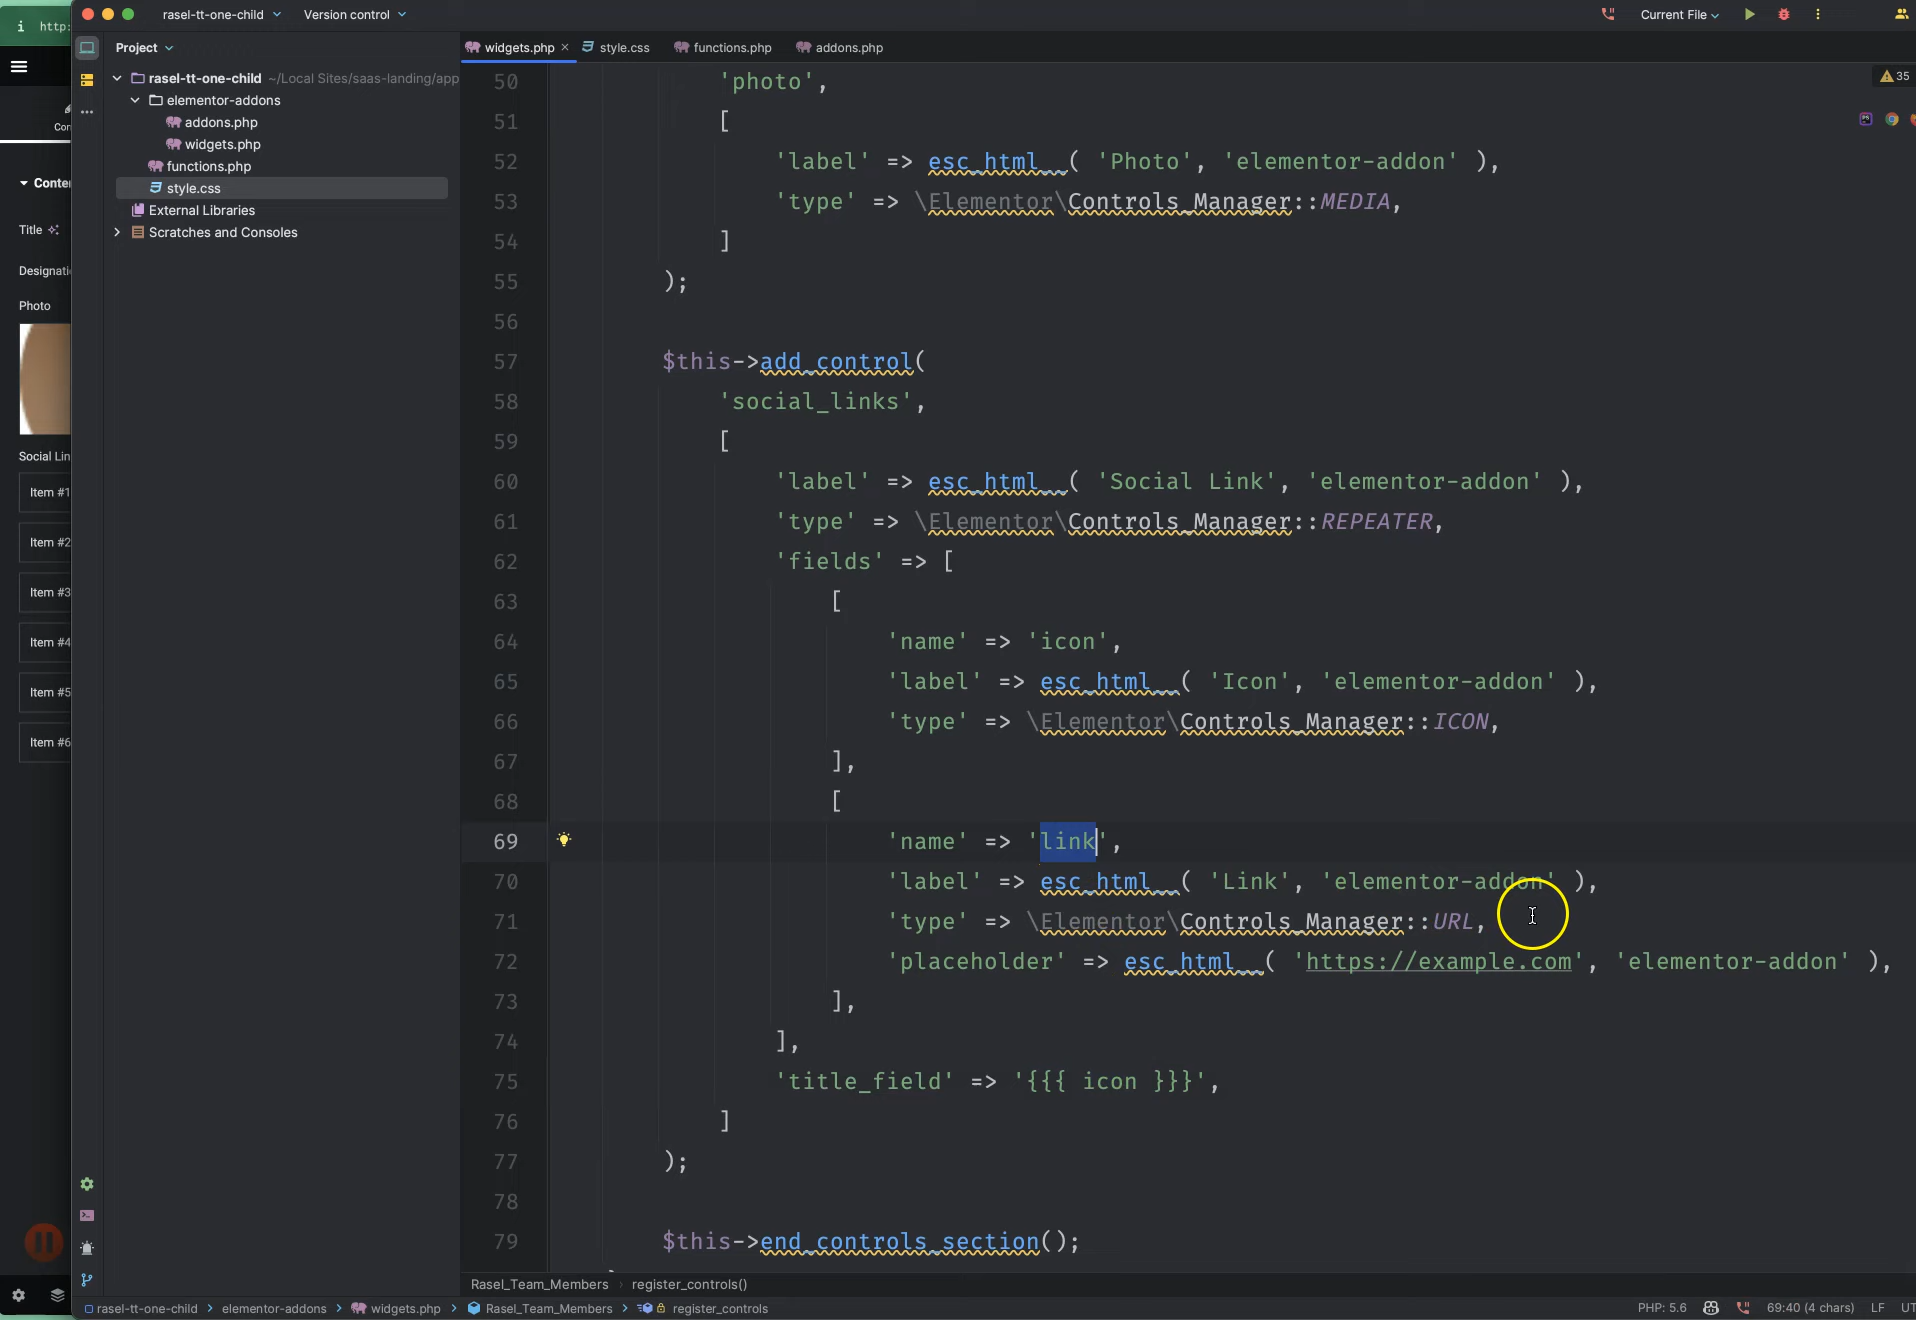 i http:
rasel-tt-one-child
Version control
Current File
Project
widgets.php
style.css
functions.php
addons.php
35
rasel-tt-one-child ~/Local Sites/saas-landing/app
elementor-addons
addons.php
widgets.php
functions.php
style.css
External Libraries
Scratches and Consoles
Con
Conte
Title
Designati
Photo
Social Lin
Item #1
Item #2
Item #3
Item #4
Item #5
Item #6
50 'photo',
51 [
52 'label' => esc_html__( 'Photo', 'elementor-addon' ),
53 'type' => \Elementor\Controls_Manager::MEDIA,
54 ]
55 );
56
57 $this->add_control(
58 'social_links',
59 [
60 'label' => esc_html__( 'Social Link', 'elementor-addon' ),
61 'type' => \Elementor\Controls_Manager::REPEATER,
62 'fields' => [
63 [
64 'name' => 'icon',
65 'label' => esc_html__( 'Icon', 'elementor-addon' ),
66 'type' => \Elementor\Controls_Manager::ICON,
67 ],
68 [
69 'name' => 'link',
70 'label' => esc_html__( 'Link', 'elementor-addon' ),
71 'type' => \Elementor\Controls_Manager::URL,
72 'placeholder' => esc_html__( 'https://example.com', 'elementor-addon' ),
73 ],
74 ],
75 'title_field' => '{{{ icon }}}',
76 ]
77 );
78
79 $this->end_controls_section();
Rasel_Team_Members › register_controls()
rasel-tt-one-child › elementor-addons › widgets.php › Rasel_Team_Members › register_controls
PHP: 5.6
69:40 (4 chars)
LF
UT